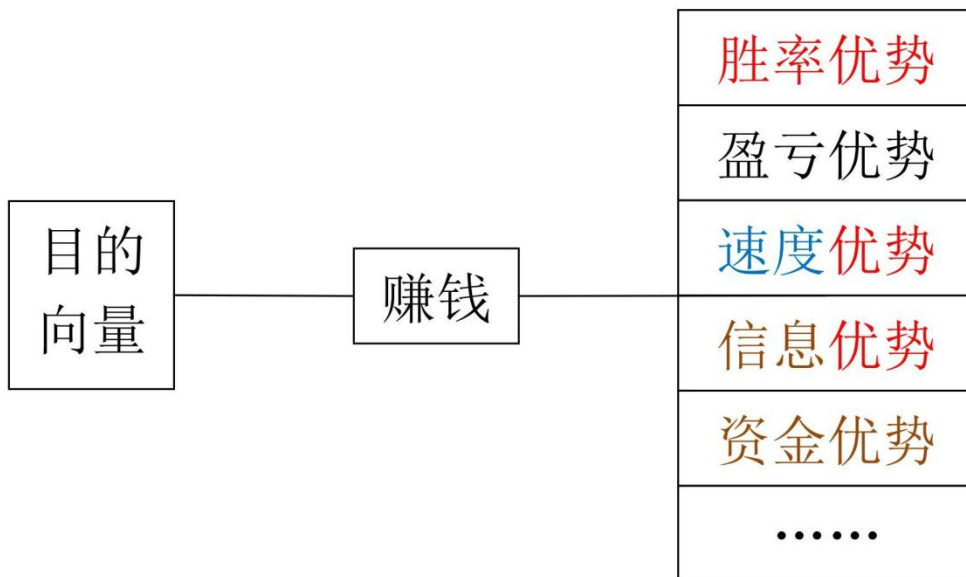 目的
向量
赚钱
胜率优势
盈亏优势
速度优势
信息优势
资金优势
……